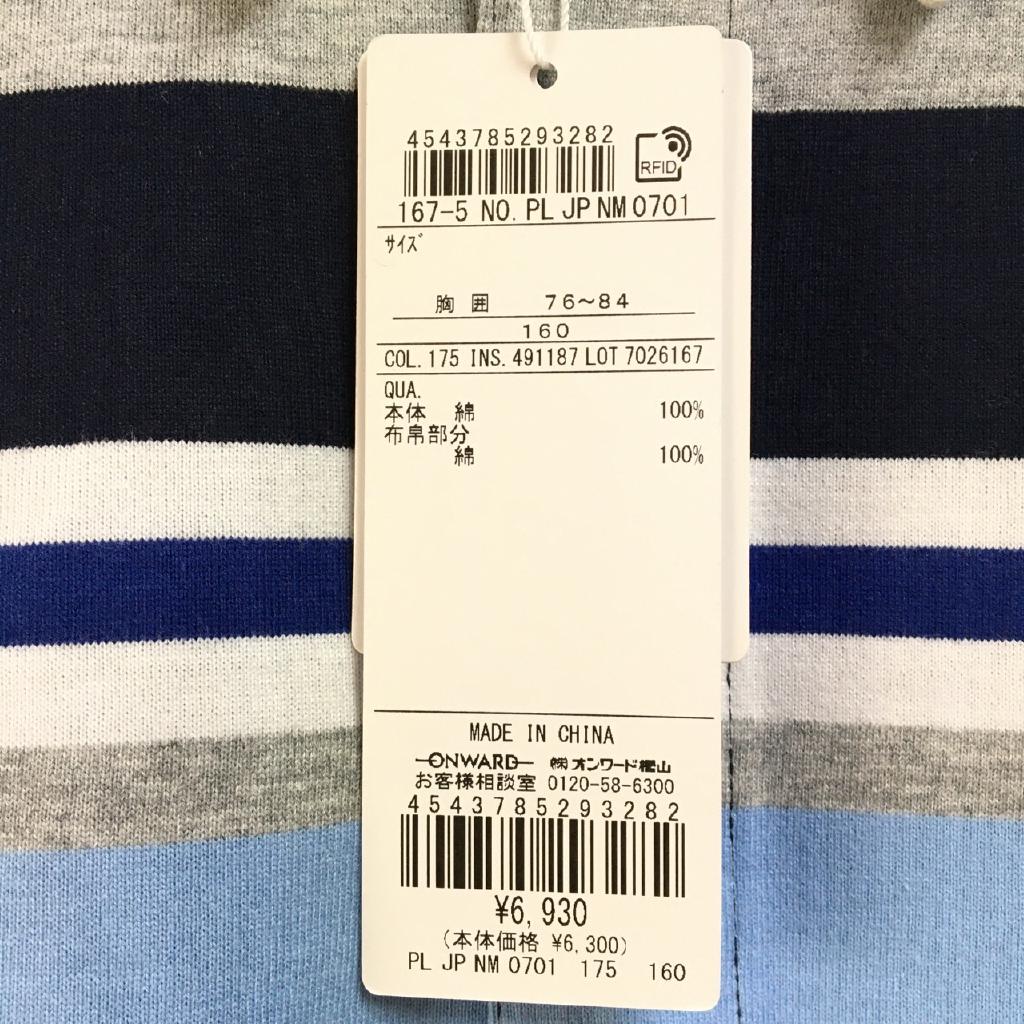 4543785293282
RFID
167-5 NO. PL JP NM 0701
サイズ
胸囲 76~84
160
COL. 175 INS. 491187 LOT 7026167
QUA.
本体 綿 100%
布帛部分
綿 100%
MADE IN CHINA
ONWARD ㈱オンワード樫山
お客様相談室 0120-58-6300
4543785293282
¥6,930
(本体価格 ¥6,300)
PL JP NM 0701 175 160